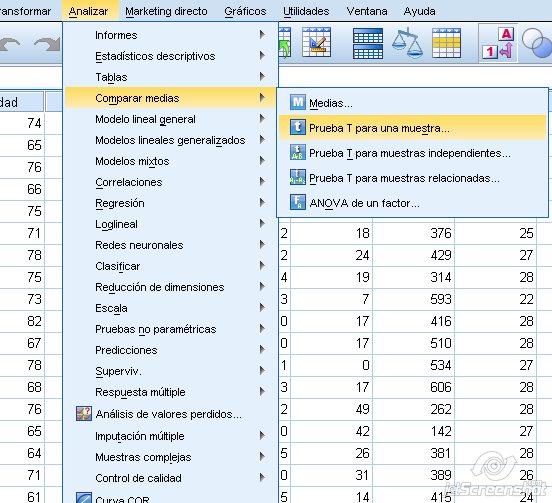 ransformar Analizar Marketing directo Gráficos Utilidades Ventana Ayuda
Informes
Estadísticos descriptivos
Tablas
dad Comparar medias
Medias...
74 Modelo lineal general Prueba T para una muestra...
65 Modelos lineales generalizados Prueba T para muestras independientes...
76 Modelos mixtos
66 Correlaciones Prueba T para muestras relacionadas...
75 Regresión ANOVA de un factor...
71 Loglineal 2 18 376 25
78 Redes neuronales 2 24 429 27
75 Clasificar 4 19 314 28
73 Reducción de dimensiones 3 7 593 22
82 Escala 0 17 416 28
67 Pruebas no paramétricas 0 17 510 28
78 Predicciones 1 0 534 27
68 Superviv. 3 17 606 28
76 Respuesta múltiple 2 49 262 28
65 Análisis de valores perdidos... 0 42 142 27
64 Imputación múltiple 5 26 381 28
71 Muestras complejas 0 31 389 26
Control de calidad
74 Curva COR 5 14 415 24